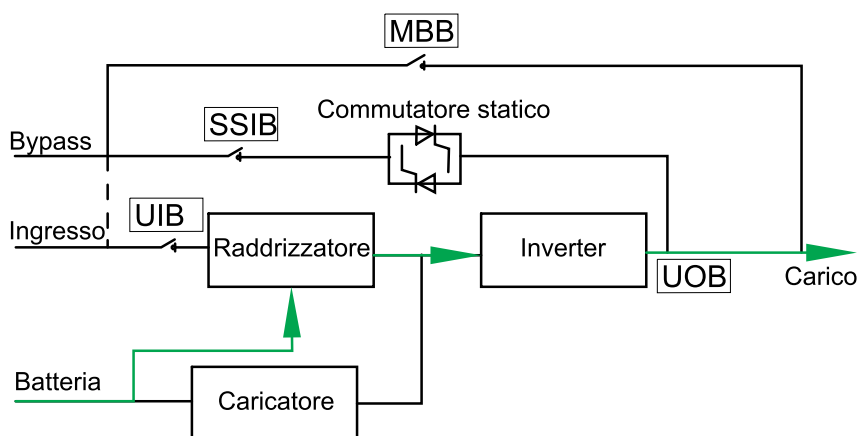 MBB
Commutatore statico
SSIB
Bypass
UIB
Ingresso
Raddrizzatore
Inverter
UOB
Carico
Batteria
Caricatore